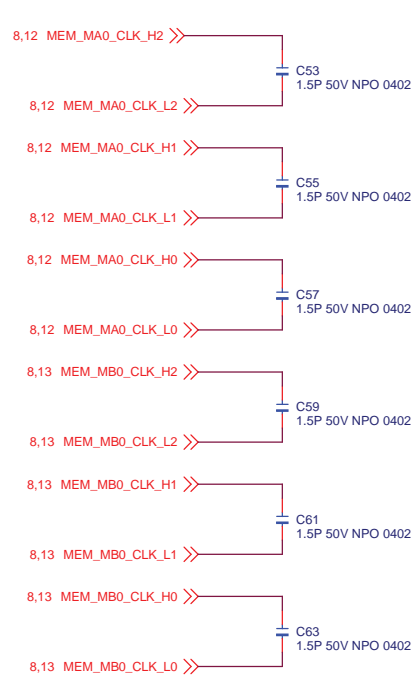 8,12 MEM_MA0_CLK_H2
C53
1.5P 50V NPO 0402
8,12 MEM_MA0_CLK_L2
8,12 MEM_MA0_CLK_H1
C55
1.5P 50V NPO 0402
8,12 MEM_MA0_CLK_L1
8,12 MEM_MA0_CLK_H0
C57
1.5P 50V NPO 0402
8,12 MEM_MA0_CLK_L0
8,13 MEM_MB0_CLK_H2
C59
1.5P 50V NPO 0402
8,13 MEM_MB0_CLK_L2
8,13 MEM_MB0_CLK_H1
C61
1.5P 50V NPO 0402
8,13 MEM_MB0_CLK_L1
8,13 MEM_MB0_CLK_H0
C63
1.5P 50V NPO 0402
8,13 MEM_MB0_CLK_L0